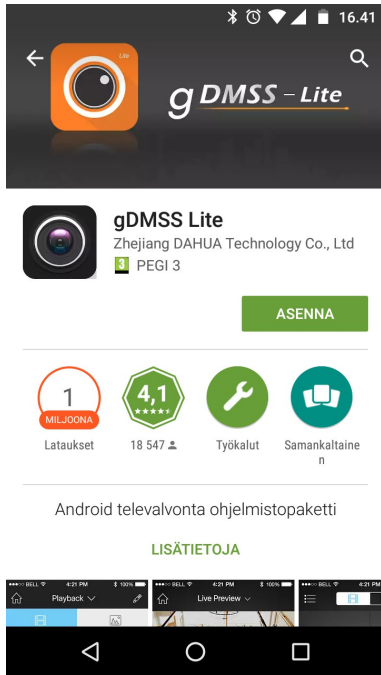 16.41
Lite
gDMSS – Lite
gDMSS Lite
Zhejiang DAHUA Technology Co., Ltd
3 PEGI 3
ASENNA
1
MILJOONA
Lataukset
4,1
18 547
Työkalut
Samankaltaine
n
Android televalvonta ohjelmistopaketti
LISÄTIETOJA
BELL 4:21 PM 100%
Playback
BELL 4:21 PM 100%
Live Preview
BELL 4:21 PM